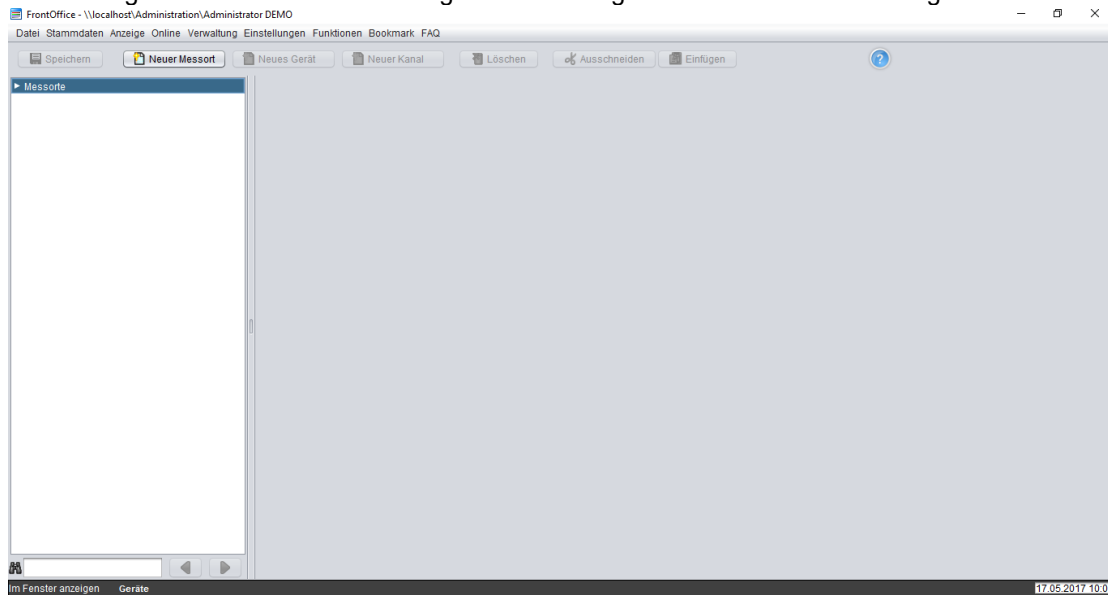 FrontOffice - \\localhost\Administration\Administrator DEMO
Datei Stammdaten Anzeige Online Verwaltung Einstellungen Funktionen Bookmark FAQ
Speichern Neuer Messort Neues Gerät Neuer Kanal Löschen Ausschneiden Einfügen ?
Messorte
Im Fenster anzeigen Geräte 17.05.2017 10:0